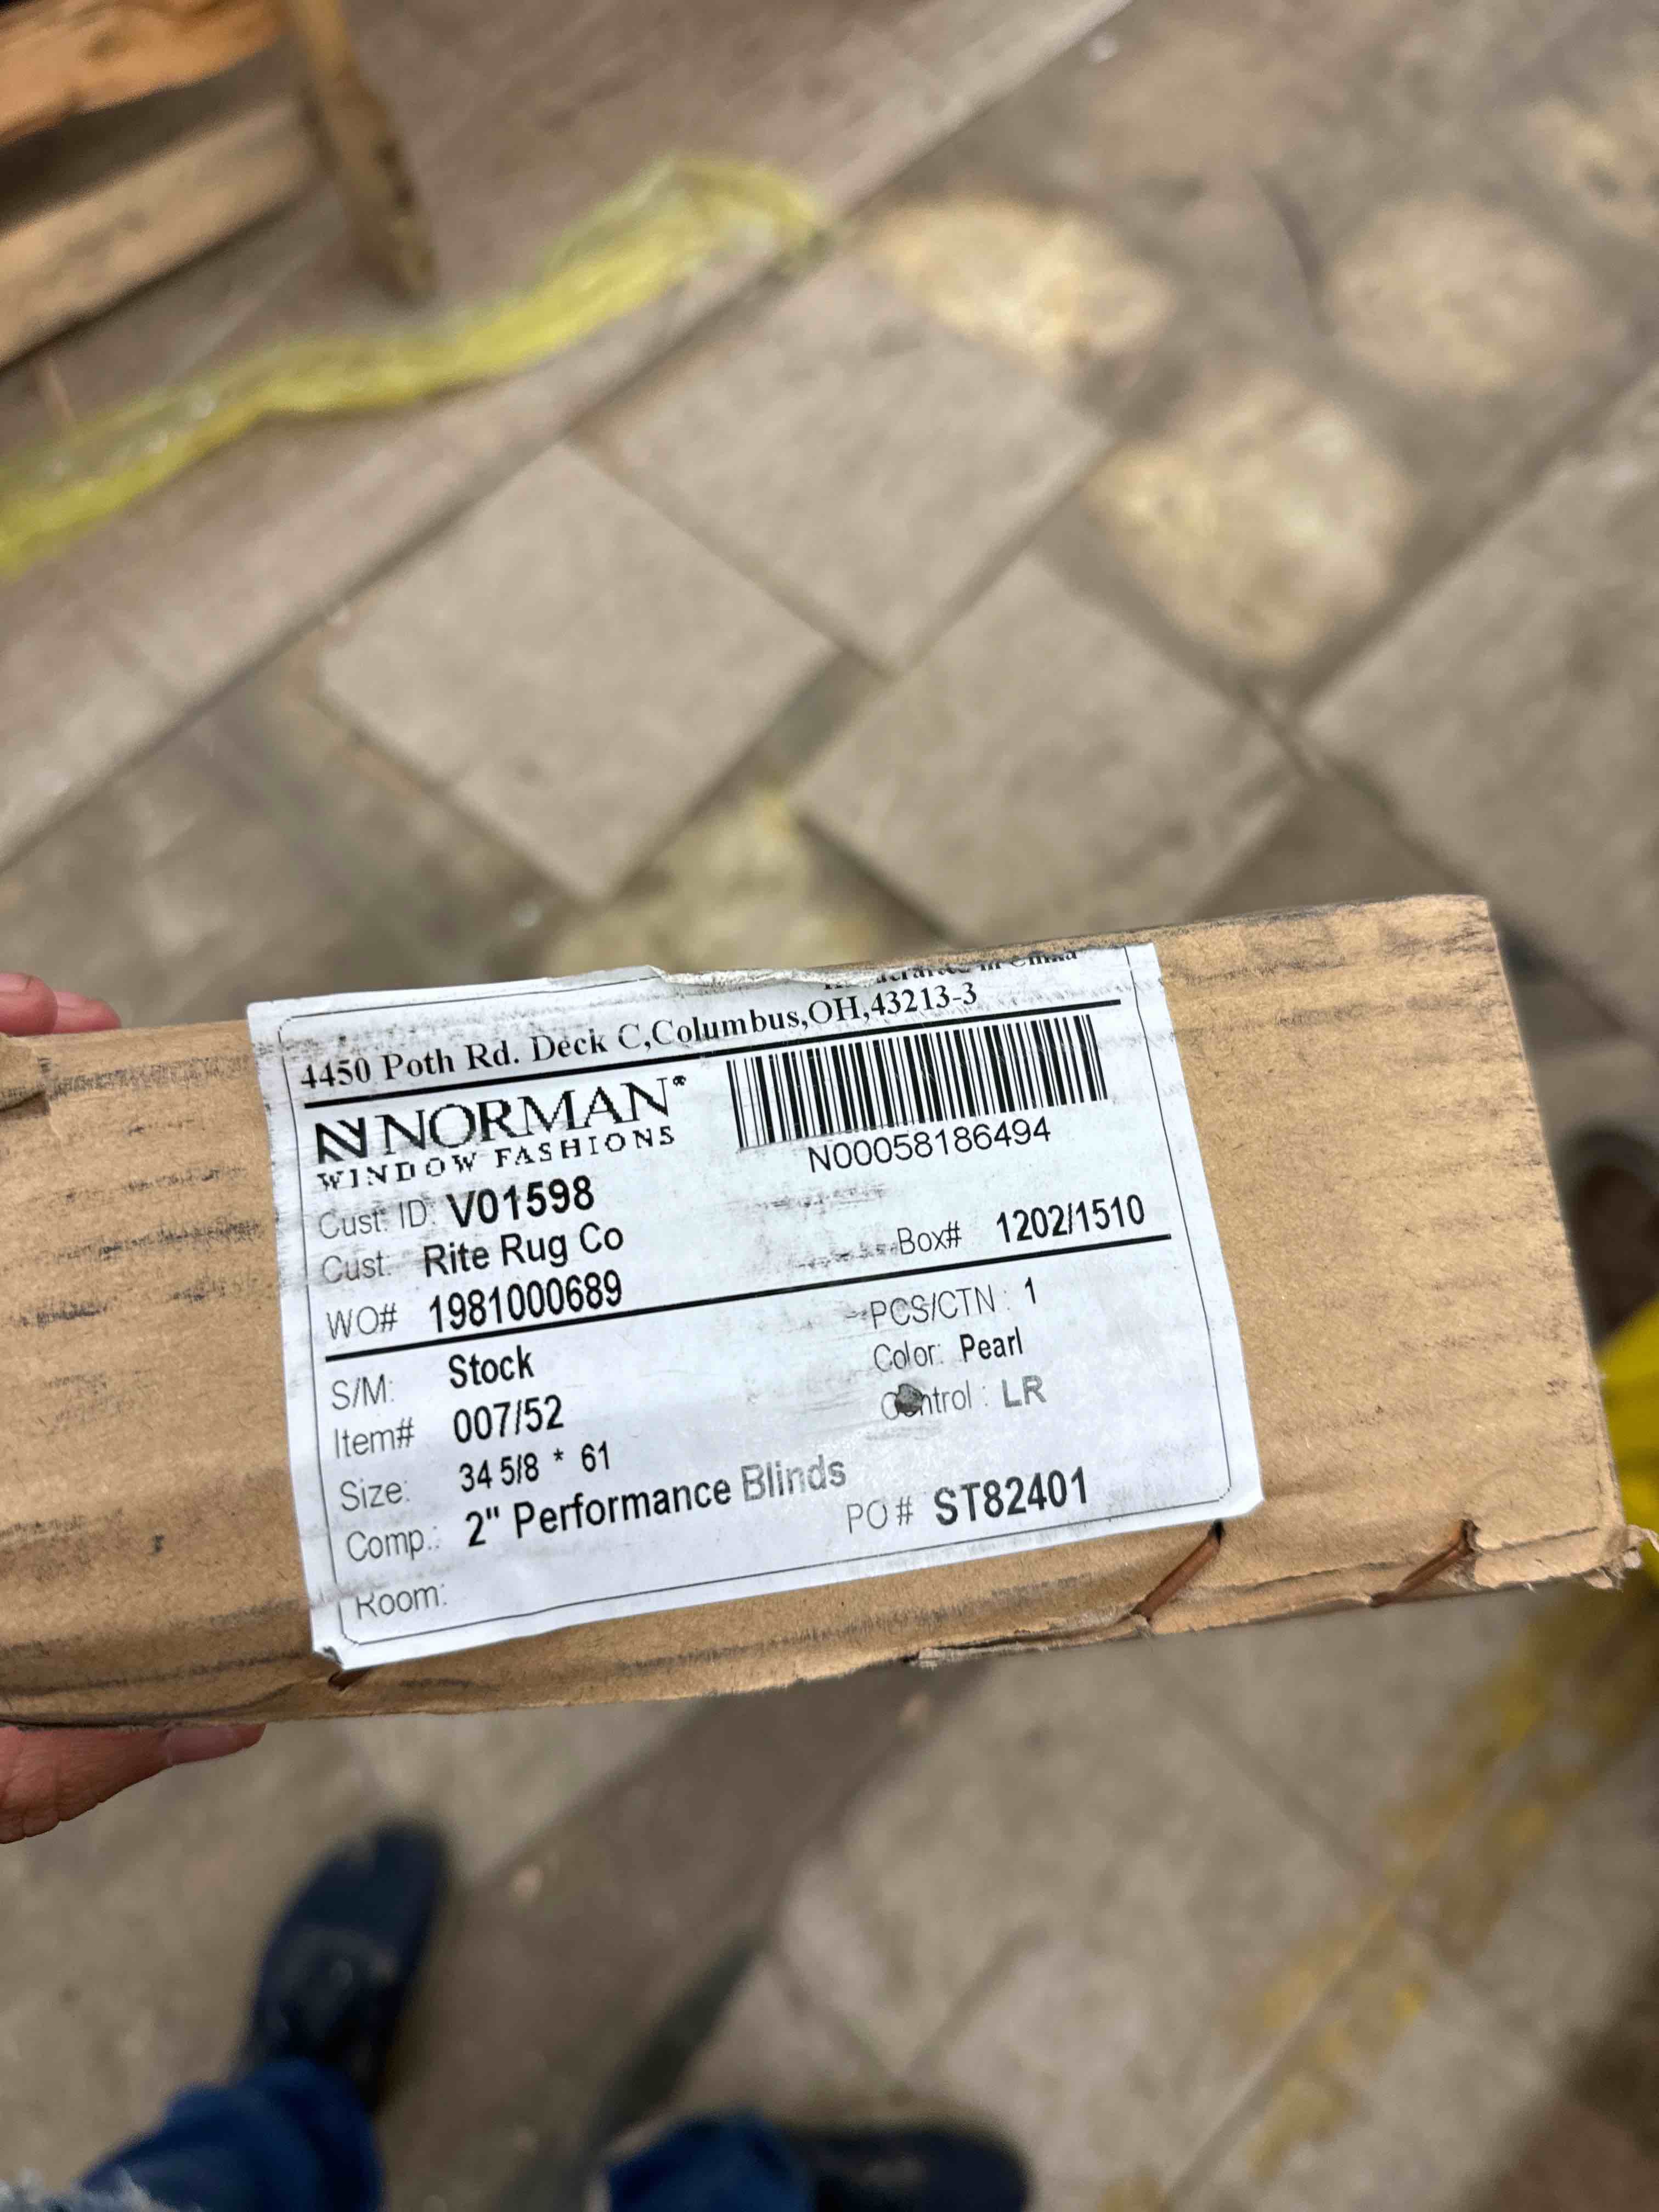 in China
4450 Poth Rd. Deck C,Columbus,OH,43213-3
NORMAN®
WINDOW FASHIONS
N00058186494
Cust. ID: V01598
Cust. Rite Rug Co
Box# 1202/1510
WO# 1981000689
PCS/CTN : 1
S/M: Stock
Color: Pearl
Item# 007/52
Control : LR
Size: 34 5/8 * 61
Comp.: 2" Performance Blinds
PO# ST82401
Room: